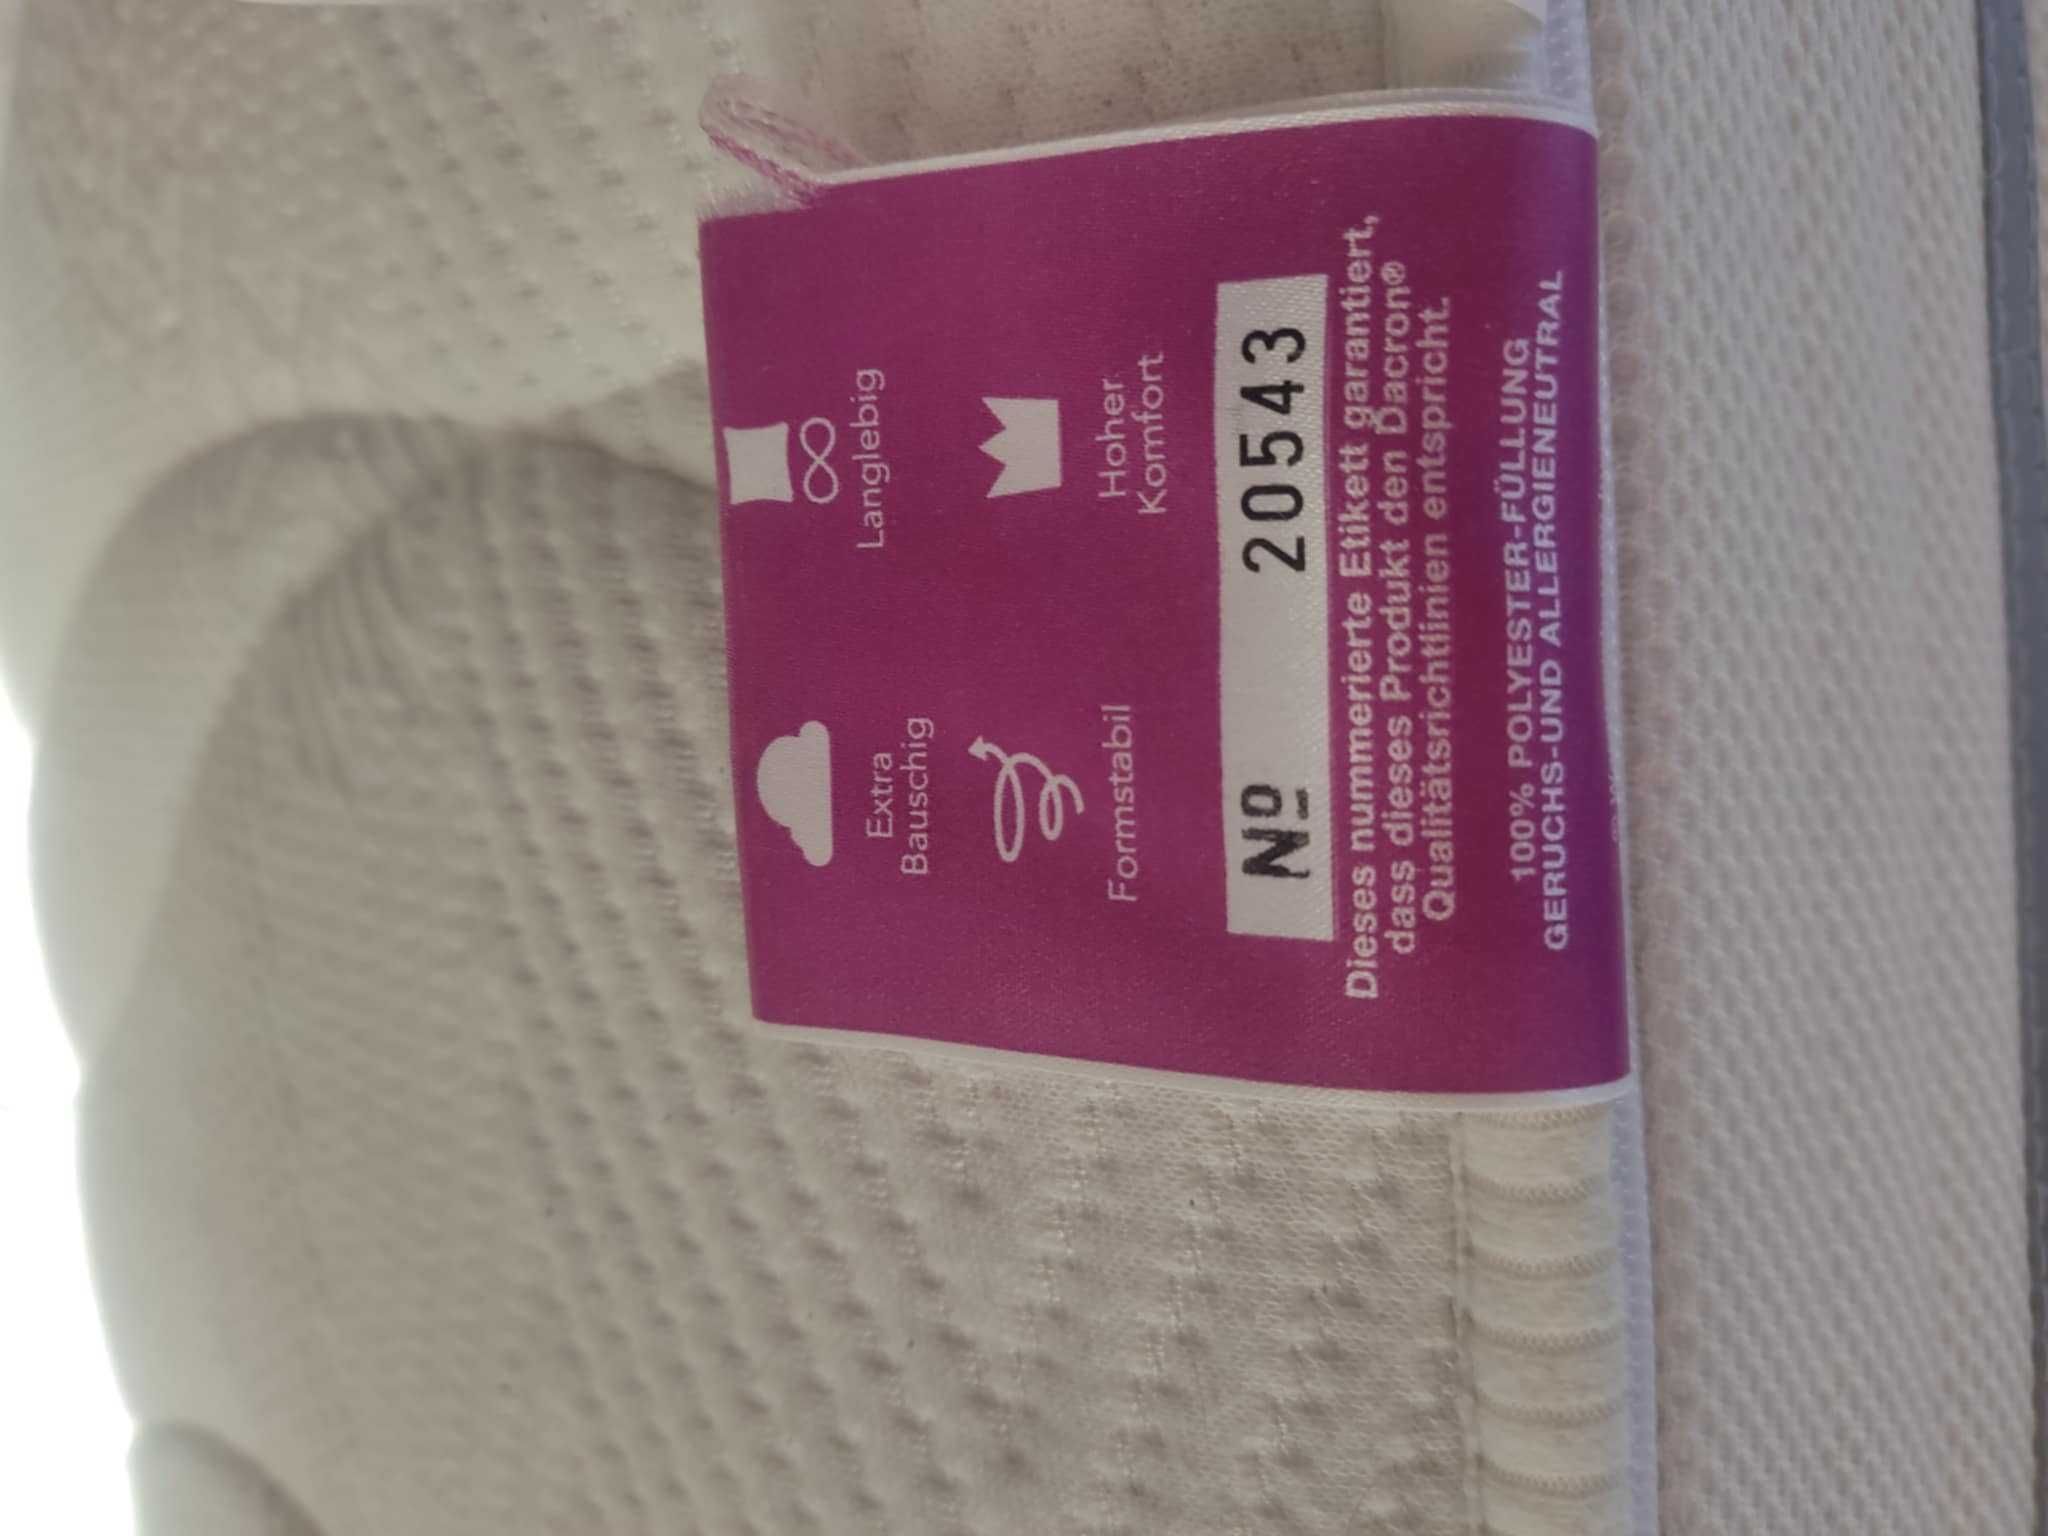 Extra
Bauschig
Langlebig
Formstabil
Hoher
Komfort
Nº 20543
Dieses nummerierte Etikett garantiert,
dass dieses Produkt den Dacron®
Qualitätsrichtlinien entspricht.
100% POLYESTER-FÜLLUNG
GERUCHS-UND ALLERGIENEUTRAL